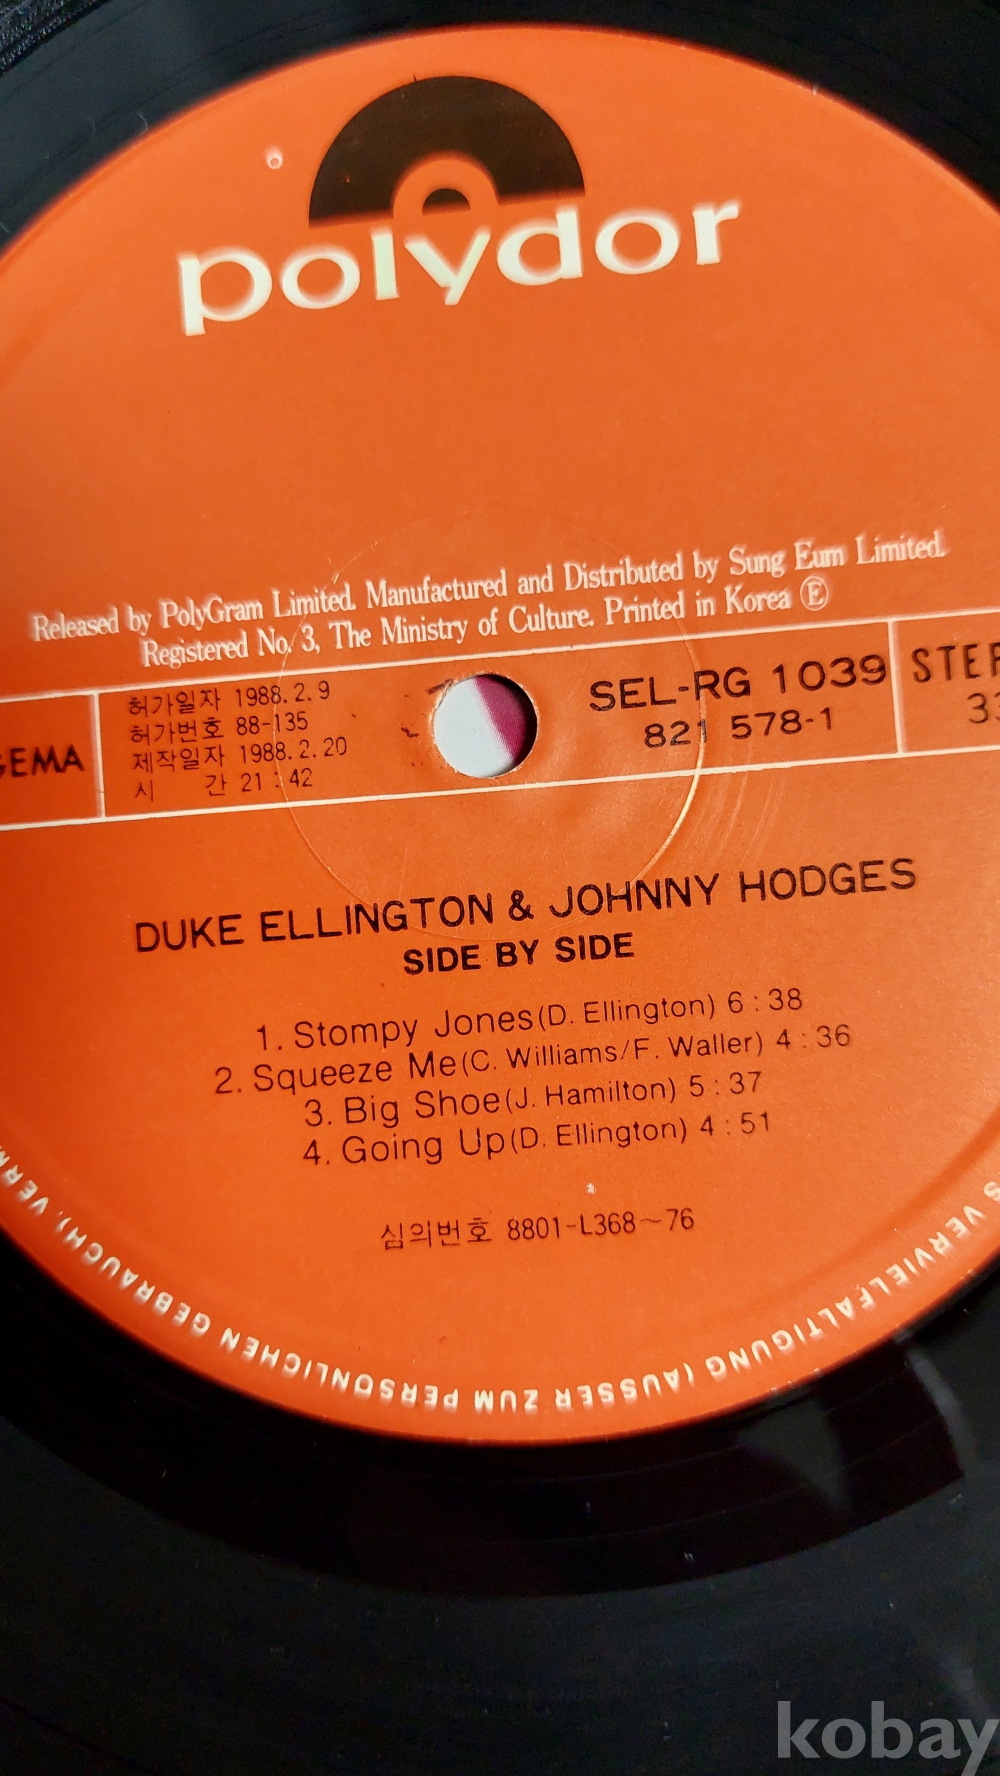 polydor
Released by PolyGram Limited. Manufactured and Distributed by Sung Eum Limited.
Registered No. 3, The Ministry of Culture. Printed in Korea Ⓔ
GEMA
허가일자 1988.2.9
허가번호 88-135
제작일자 1988.2.20
시 간 21:42
SEL-RG 1039
821 578-1
STER
33
DUKE ELLINGTON & JOHNNY HODGES
SIDE BY SIDE
1. Stompy Jones(D. Ellington) 6:38
2. Squeeze Me(C. Williams/F. Waller) 4:36
3. Big Shoe(J. Hamilton) 5:37
4. Going Up(D. Ellington) 4:51
심의번호 8801-L368~76
S VERVIELFALTIGUNG (AUSSER ZUM PERSONLICHEN GEBRAUCH), VERM
kobay